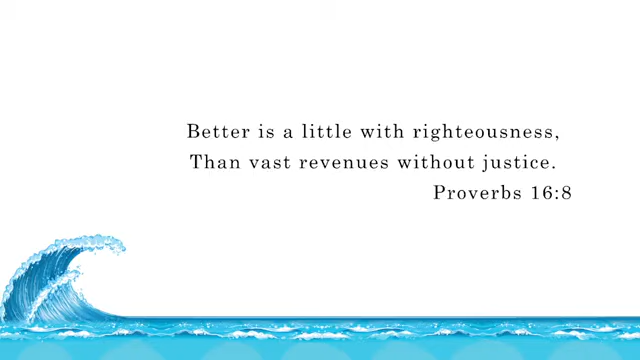 Better is a little with righteousness,
Than vast revenues without justice.
Proverbs 16:8